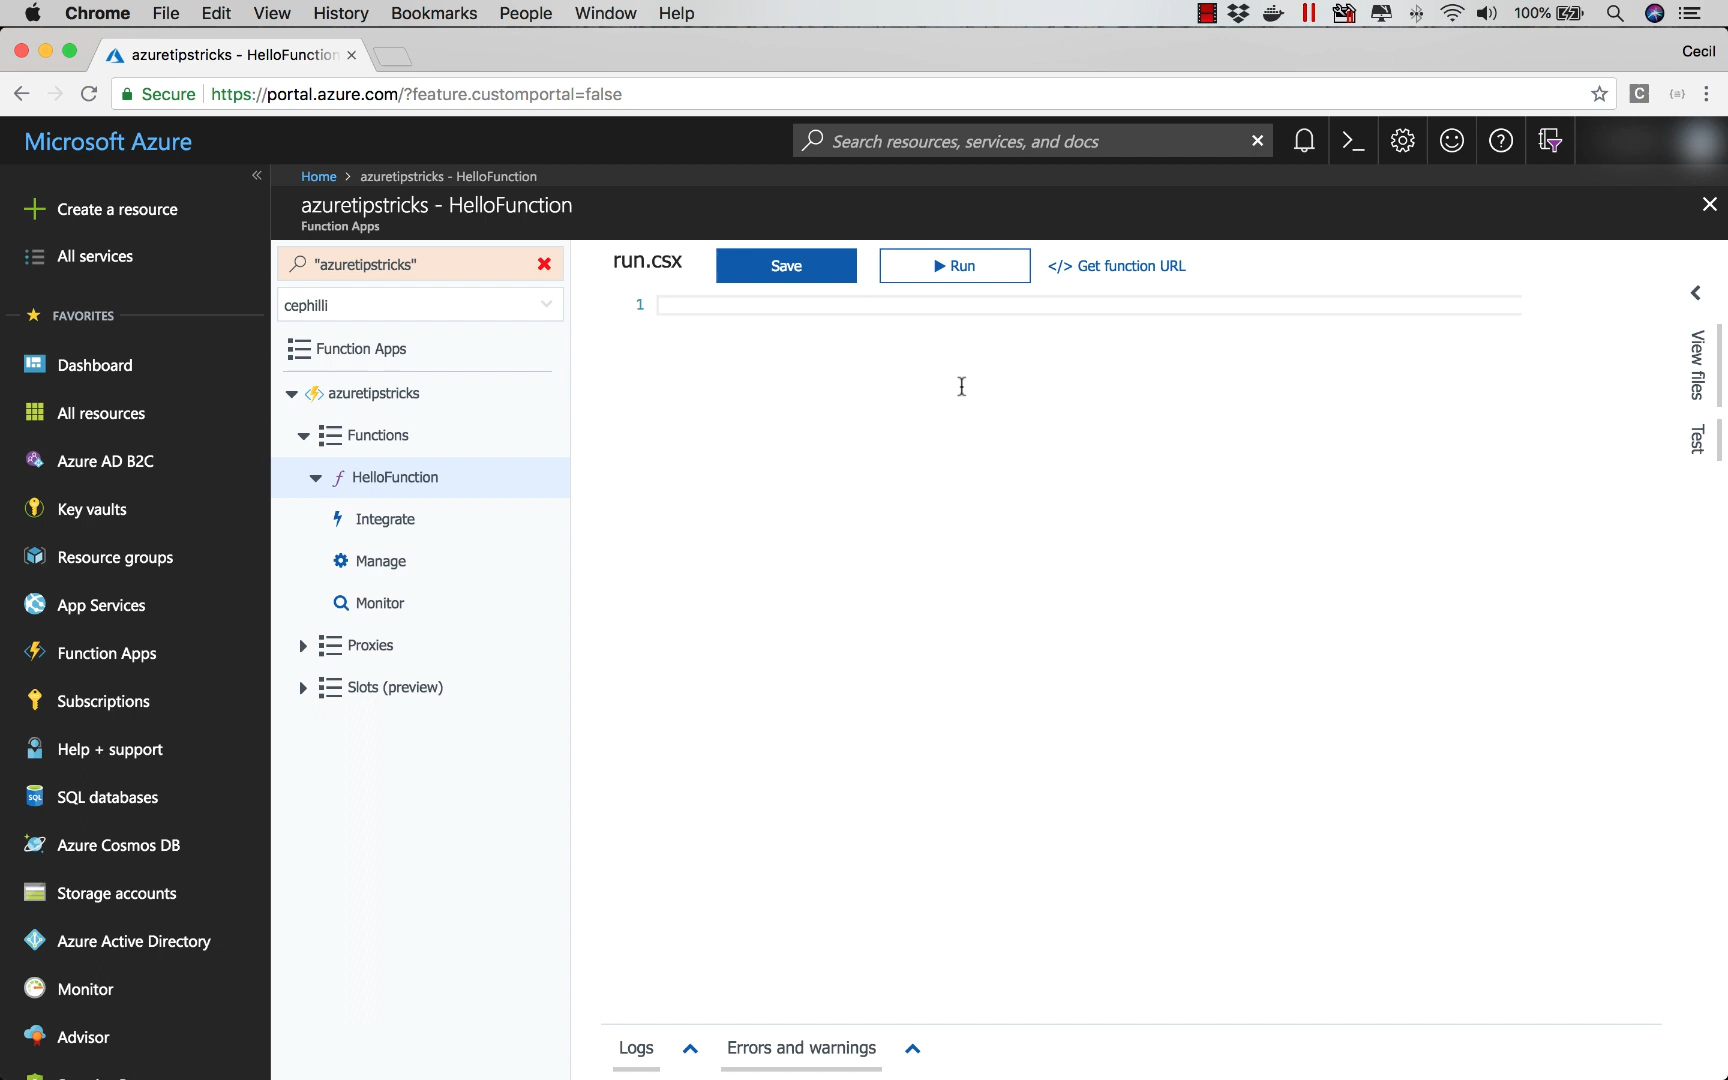 Chrome File Edit View History Bookmarks People Window Help 100%
azuretipstricks - HelloFunction Cecil
Secure https://portal.azure.com/?feature.customportal=false C
Microsoft Azure Search resources, services, and docs
Home > azuretipstricks - HelloFunction
azuretipstricks - HelloFunction
Function Apps
Create a resource
All services
FAVORITES
Dashboard
All resources
Azure AD B2C
Key vaults
Resource groups
App Services
Function Apps
Subscriptions
Help + support
SQL databases
Azure Cosmos DB
Storage accounts
Azure Active Directory
Monitor
Advisor
"azuretipstricks"
cephilli
Function Apps
azuretipstricks
Functions
f HelloFunction
Integrate
Manage
Monitor
Proxies
Slots (preview)
run.csx Save Run </> Get function URL
1
View files
Test
Logs Errors and warnings